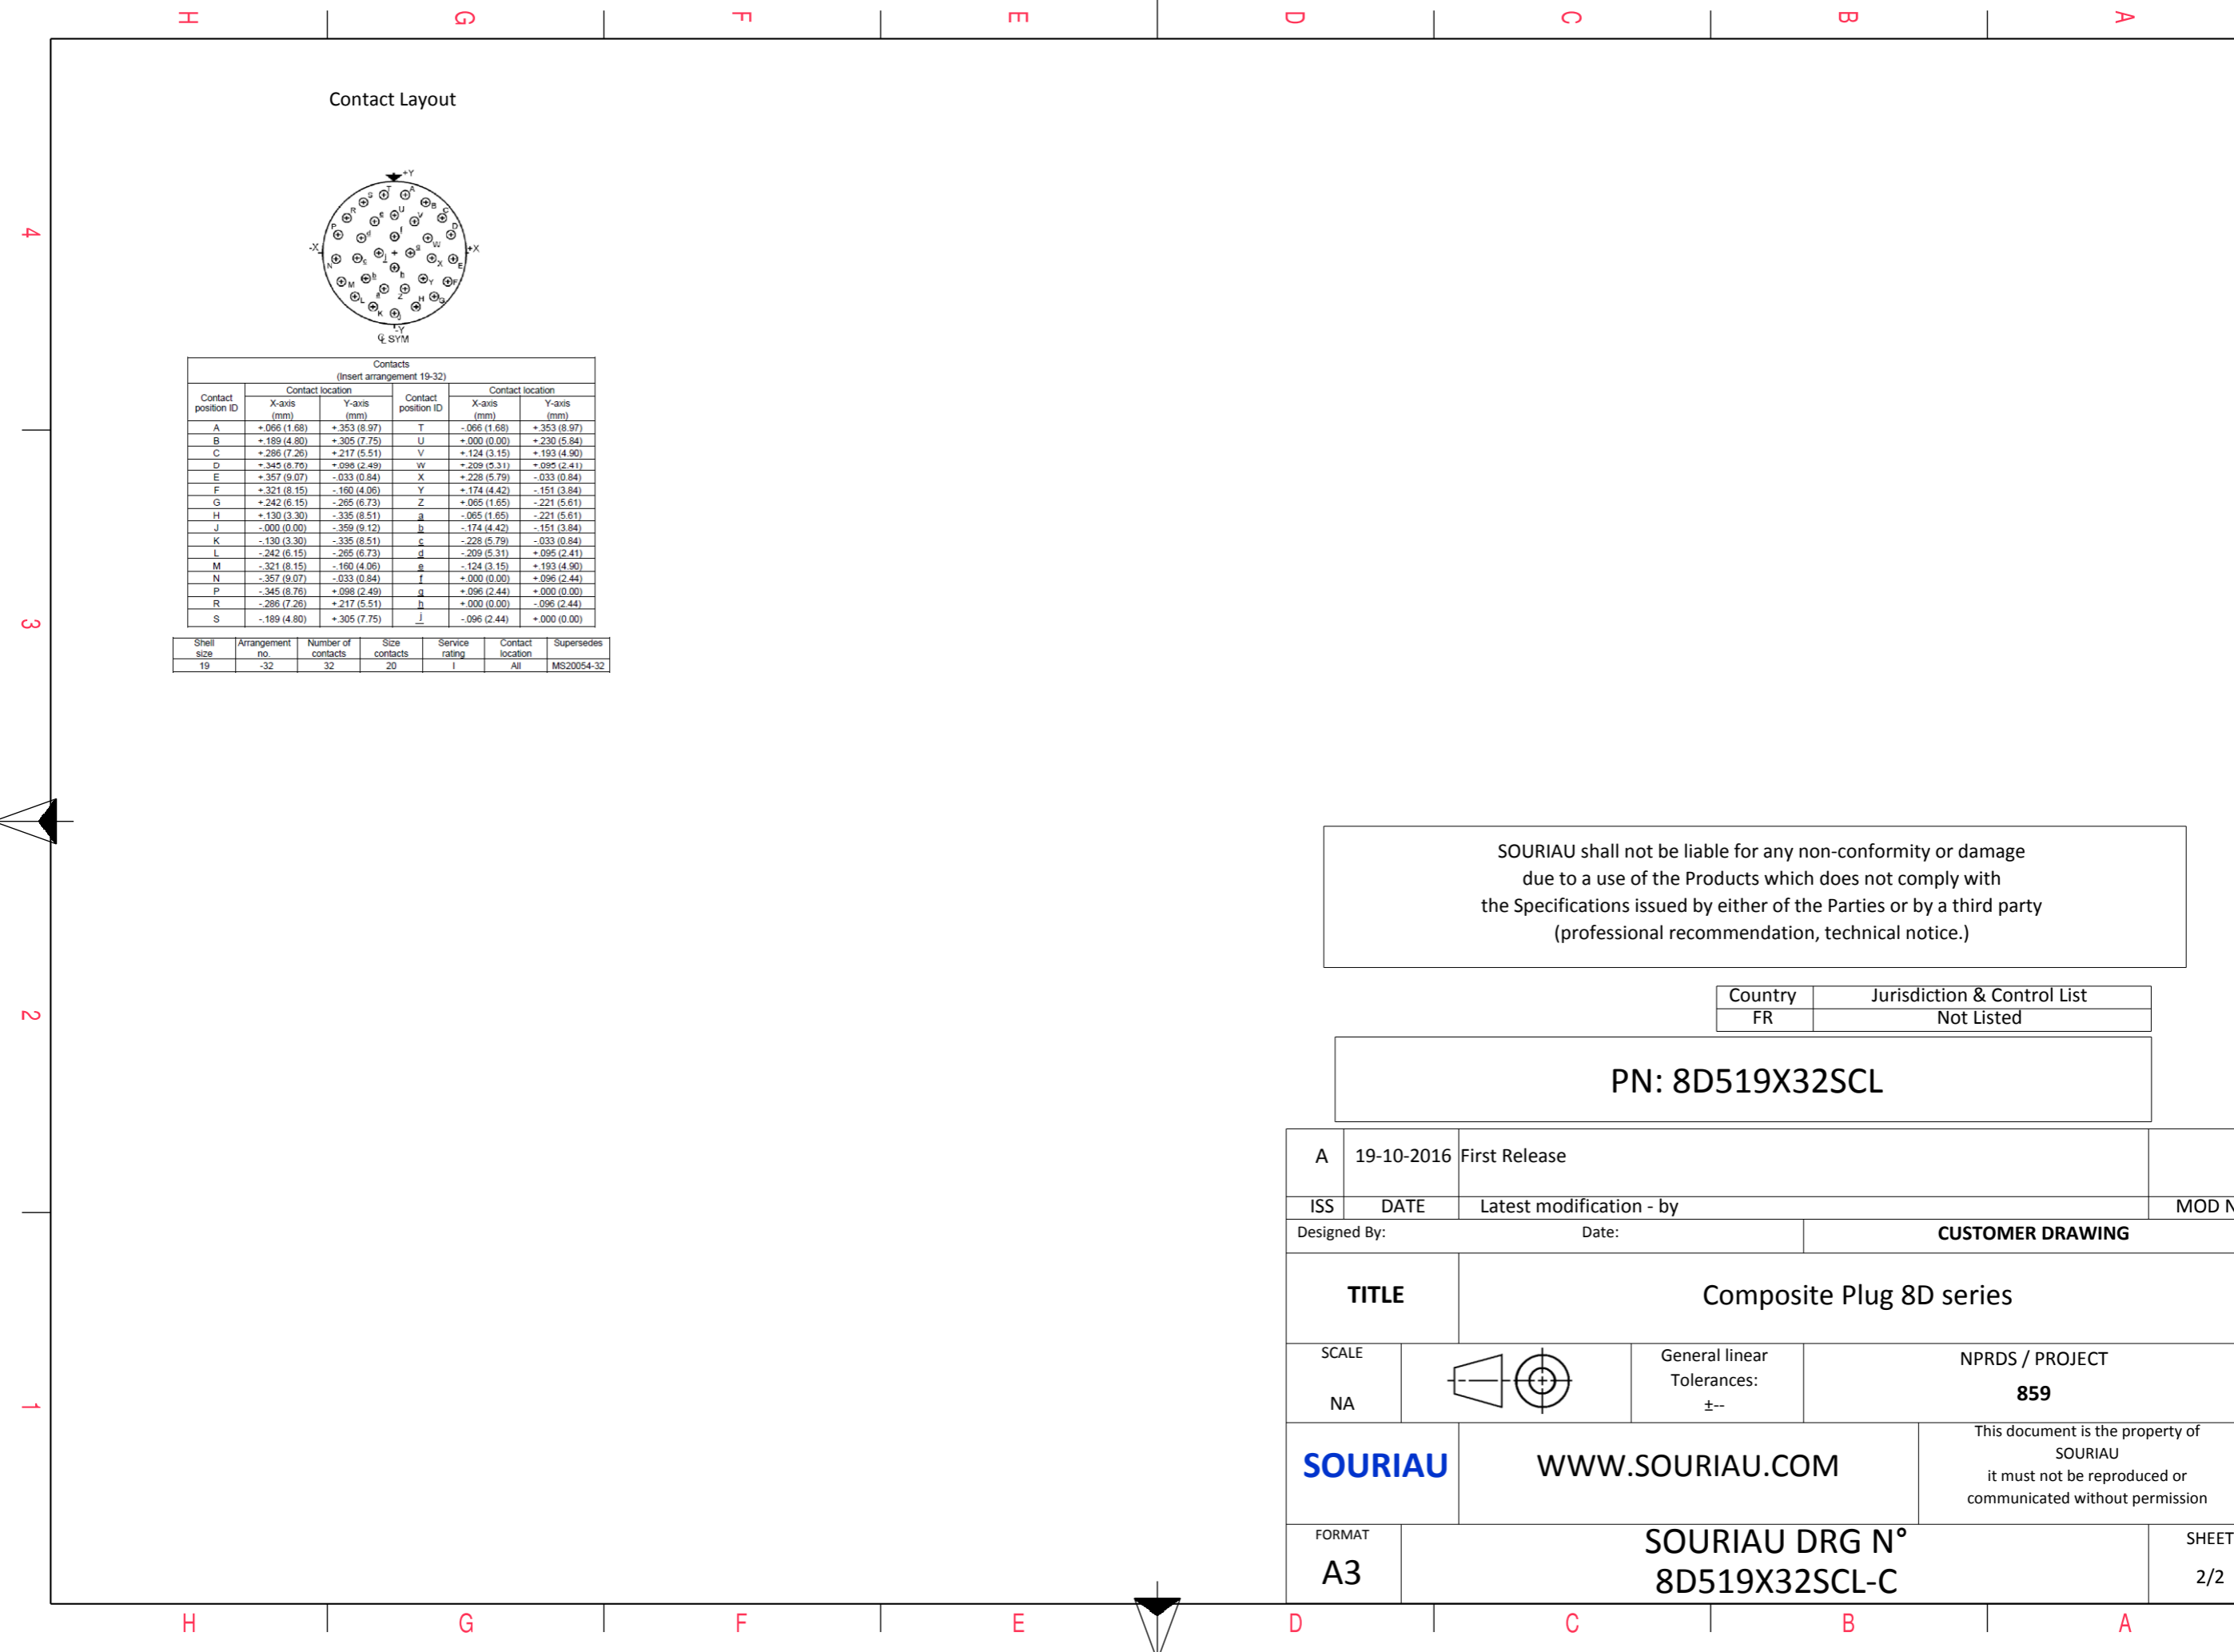 H G F E D C B A
Contact Layout
+Y
T A
S B
R e U V C
P d f W D
-X +X
j g
N c X E
M b h Y F
L a Z H G
K J
-Y
℄ SYM
4
3
2
1
Contacts
(Insert arrangement 19-32)
Contact position ID | Contact location | Contact position ID | Contact location
X-axis (mm) | Y-axis (mm) | X-axis (mm) | Y-axis (mm)
A +.066 (1.68) +.353 (8.97) T -.066 (1.68) +.353 (8.97)
B +.189 (4.80) +.305 (7.75) U +.000 (0.00) +.230 (5.84)
C +.286 (7.26) +.217 (5.51) V +.124 (3.15) +.193 (4.90)
D +.345 (8.76) +.098 (2.49) W +.209 (5.31) +.095 (2.41)
E +.357 (9.07) -.033 (0.84) X +.228 (5.79) -.033 (0.84)
F +.321 (8.15) -.160 (4.06) Y +.174 (4.42) -.151 (3.84)
G +.242 (6.15) -.265 (6.73) Z +.065 (1.65) -.221 (5.61)
H +.130 (3.30) -.335 (8.51) a -.065 (1.65) -.221 (5.61)
J -.000 (0.00) -.359 (9.12) b -.174 (4.42) -.151 (3.84)
K -.130 (3.30) -.335 (8.51) c -.228 (5.79) -.033 (0.84)
L -.242 (6.15) -.265 (6.73) d -.209 (5.31) +.095 (2.41)
M -.321 (8.15) -.160 (4.06) e -.124 (3.15) +.193 (4.90)
N -.357 (9.07) -.033 (0.84) f +.000 (0.00) +.096 (2.44)
P -.345 (8.76) +.098 (2.49) g +.096 (2.44) +.000 (0.00)
R -.286 (7.26) +.217 (5.51) h +.000 (0.00) -.096 (2.44)
S -.189 (4.80) +.305 (7.75) j -.096 (2.44) +.000 (0.00)
Shell size | Arrangement no. | Number of contacts | Size contacts | Service rating | Contact location | Supersedes
19 -32 32 20 I All MS20054-32
SOURIAU shall not be liable for any non-conformity or damage
due to a use of the Products which does not comply with
the Specifications issued by either of the Parties or by a third party
(professional recommendation, technical notice.)
Country Jurisdiction & Control List
FR Not Listed
PN: 8D519X32SCL
A 19-10-2016 First Release
ISS DATE Latest modification - by MOD N
Designed By: Date: CUSTOMER DRAWING
TITLE Composite Plug 8D series
SCALE
NA
General linear
Tolerances:
±--
NPRDS / PROJECT
859
SOURIAU
WWW.SOURIAU.COM
This document is the property of
SOURIAU
it must not be reproduced or
communicated without permission
FORMAT
A3
SOURIAU DRG N°
8D519X32SCL-C
SHEET
2/2
H G F E D C B A